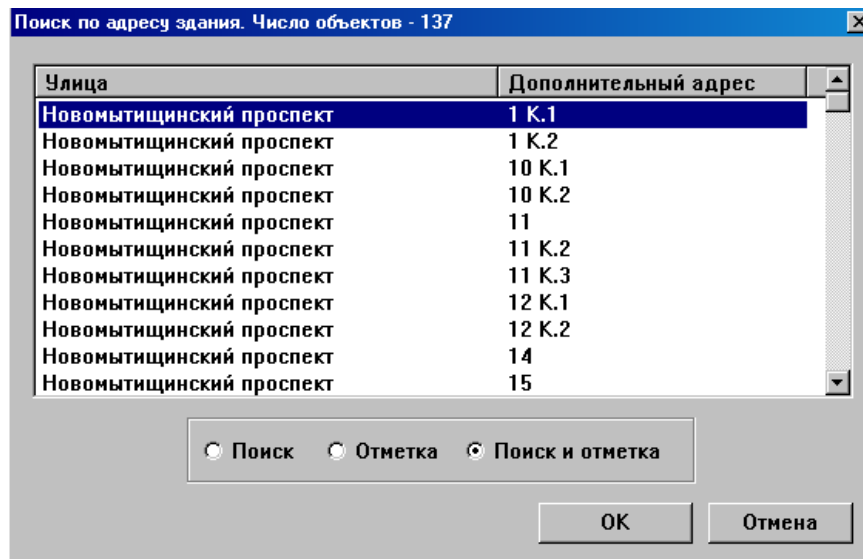 Поиск по адресу здания. Число объектов - 137
Улица Дополнительный адрес
Новомытищинский проспект 1 К.1
Новомытищинский проспект 1 К.2
Новомытищинский проспект 10 К.1
Новомытищинский проспект 10 К.2
Новомытищинский проспект 11
Новомытищинский проспект 11 К.2
Новомытищинский проспект 11 К.3
Новомытищинский проспект 12 К.1
Новомытищинский проспект 12 К.2
Новомытищинский проспект 14
Новомытищинский проспект 15
Поиск Отметка Поиск и отметка
OK Отмена